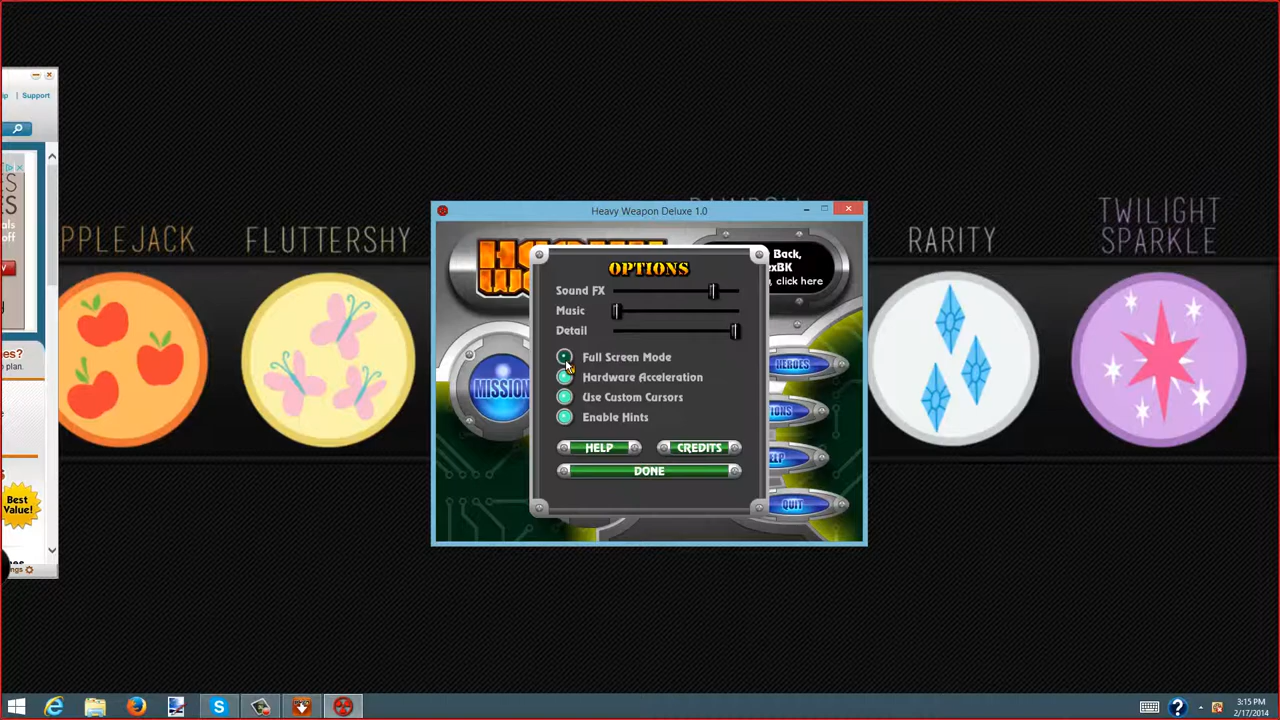 Support
Best
Value!
plan.
PPLEJACK
FLUTTERSHY
RARITY
TWILIGHT
SPARKLE
Heavy Weapon Deluxe 1.0
Back,
xBK
, click here
MISSION
HEROES
QUIT
OPTIONS
Sound FX
Music
Detail
Full Screen Mode
Hardware Acceleration
Use Custom Cursors
Enable Hints
HELP
CREDITS
DONE
3:15 PM
2/17/2014